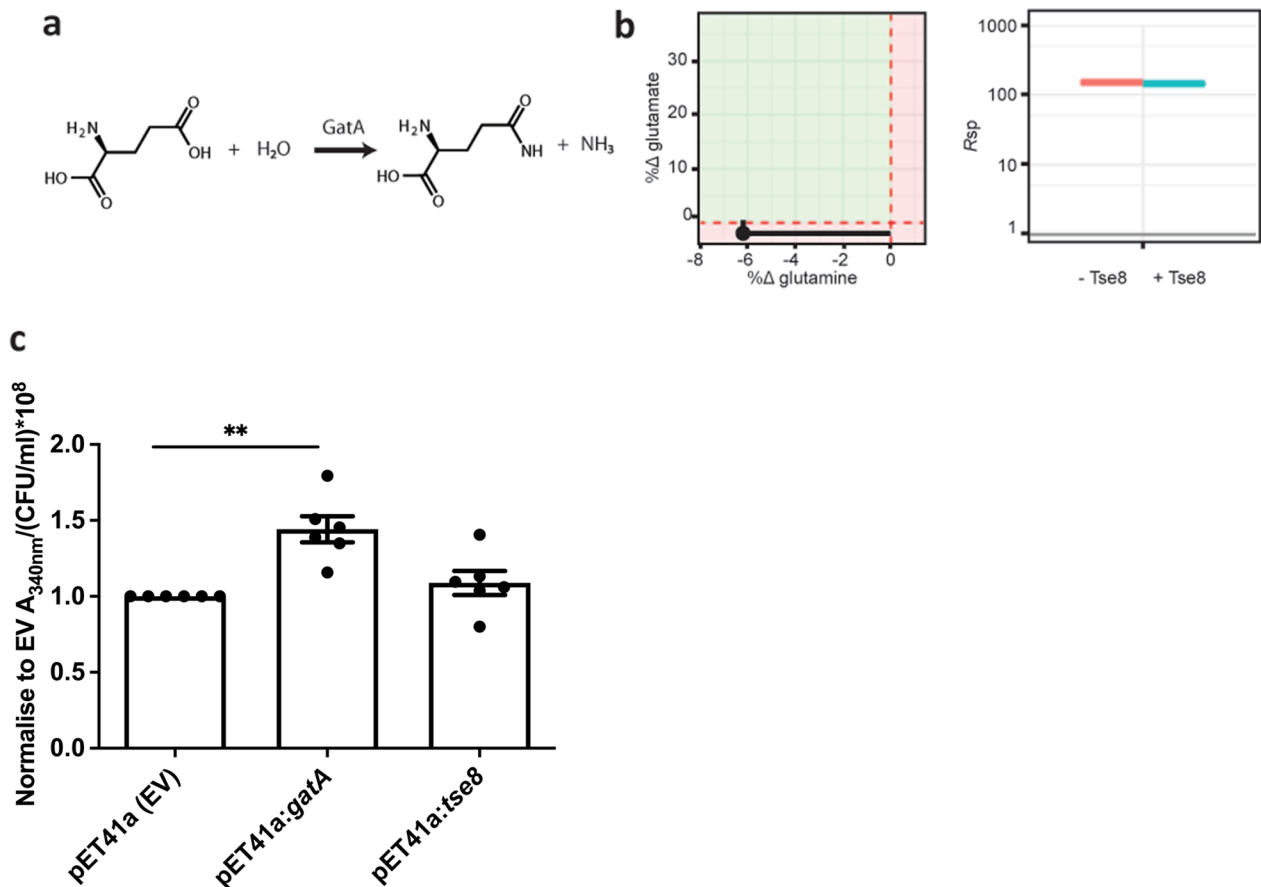 a
b
H₂N
O
OH
HO
O
+ H₂O
GatA
H₂N
O
NH
HO
O
+ NH₃
%Δ glutamate
30
20
10
0
-8 -6 -4 -2 0
%Δ glutamine
Rsp
1000
100
10
1
- Tse8 + Tse8
c
Normalise to EV A₃₄₀ₙₘ/(CFU/ml)*10⁸
2.0
1.5
1.0
0.5
0.0
**
pET41a (EV)
pET41a:gatA
pET41a:tse8